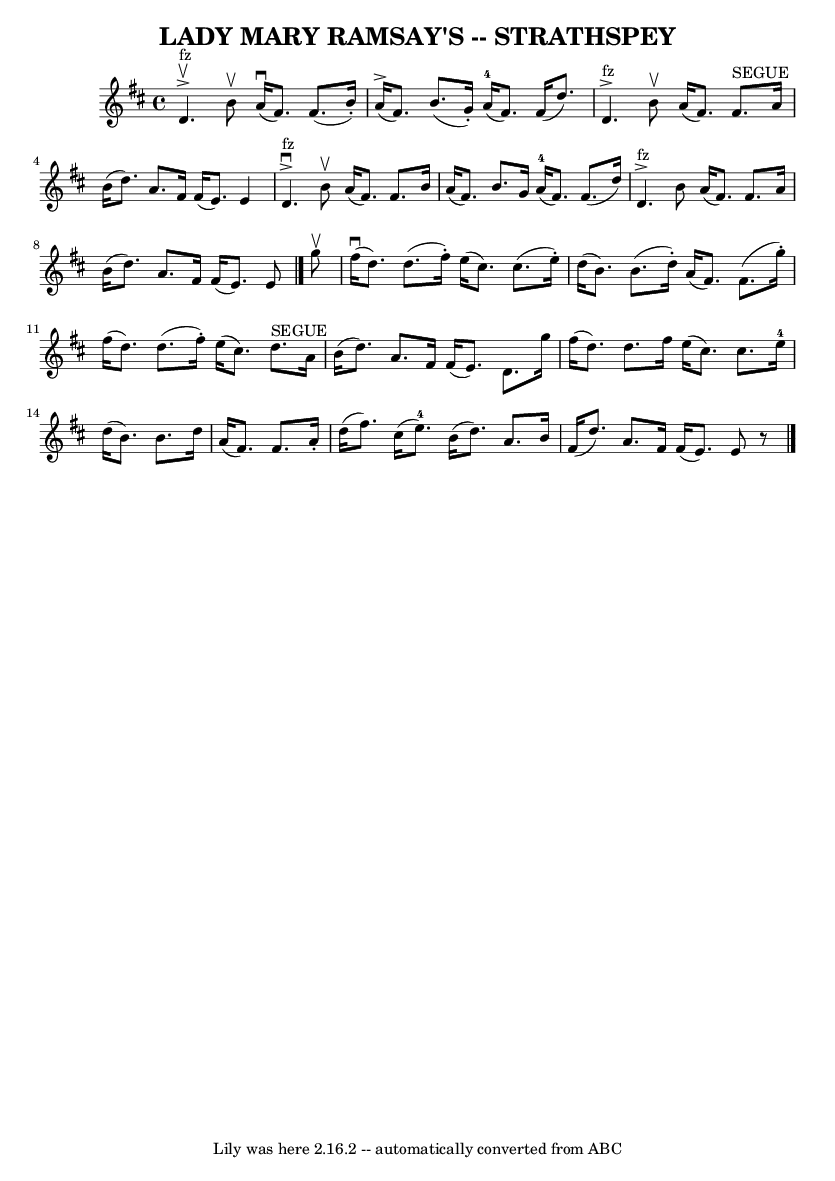 LADY MARY RAMSAY'S -- STRATHSPEY
fz
4
fz
SEGUE
4
fz
4
fz
8
11
SEGUE
4
14
4
Lily was here 2.16.2 -- automatically converted from ABC